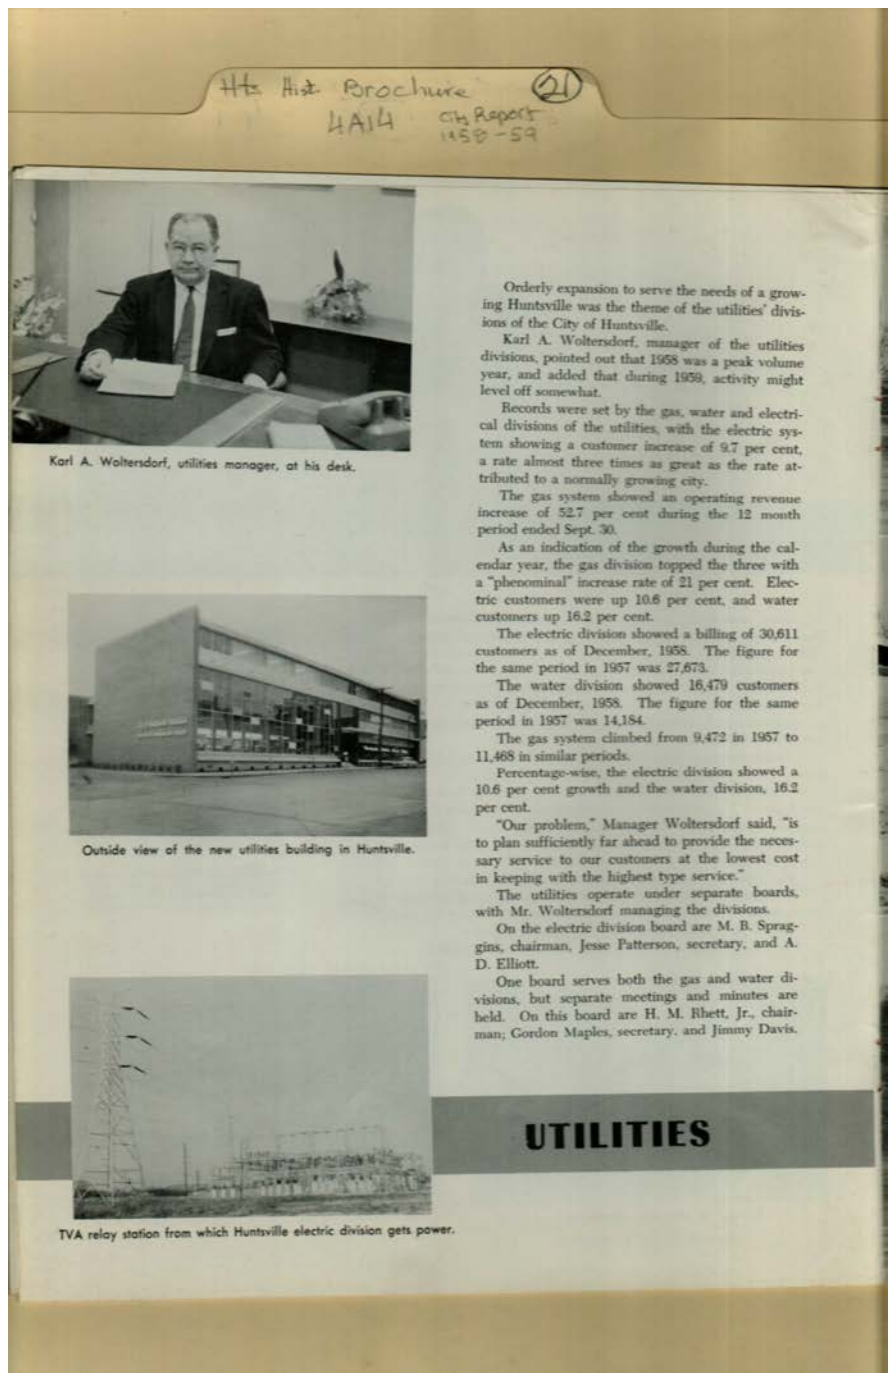 Hts Hist. Brochure 21
4A14 City Report
1958-59
Karl A. Woltersdorf, utilities manager, at his desk.
Outside view of the new utilities building in Huntsville.
TVA relay station from which Huntsville electric division gets power.
Orderly expansion to serve the needs of a grow-
ing Huntsville was the theme of the utilities' divis-
ions of the City of Huntsville.
Karl A. Woltersdorf, manager of the utilities
divisions, pointed out that 1958 was a peak volume
year, and added that during 1959, activity might
level off somewhat.
Records were set by the gas, water and electri-
cal divisions of the utilities, with the electric sys-
tem showing a customer increase of 9.7 per cent,
a rate almost three times as great as the rate at-
tributed to a normally growing city.
The gas system showed an operating revenue
increase of 52.7 per cent during the 12 month
period ended Sept. 30.
As an indication of the growth during the cal-
endar year, the gas division topped the three with
a "phenominal" increase rate of 21 per cent. Elec-
tric customers were up 10.6 per cent, and water
customers up 16.2 per cent.
The electric division showed a billing of 30,611
customers as of December, 1958. The figure for
the same period in 1957 was 27,673.
The water division showed 16,479 customers
as of December, 1958. The figure for the same
period in 1957 was 14,184.
The gas system climbed from 9,472 in 1957 to
11,468 in similar periods.
Percentage-wise, the electric division showed a
10.6 per cent growth and the water division, 16.2
per cent.
"Our problem," Manager Woltersdorf said, "is
to plan sufficiently far ahead to provide the neces-
sary service to our customers at the lowest cost
in keeping with the highest type service."
The utilities operate under separate boards,
with Mr. Woltersdorf managing the divisions.
On the electric division board are M. B. Sprag-
gins, chairman, Jesse Patterson, secretary, and A.
D. Elliott.
One board serves both the gas and water di-
visions, but separate meetings and minutes are
held. On this board are H. M. Rhett, Jr., chair-
man; Gordon Maples, secretary, and Jimmy Davis.
UTILITIES